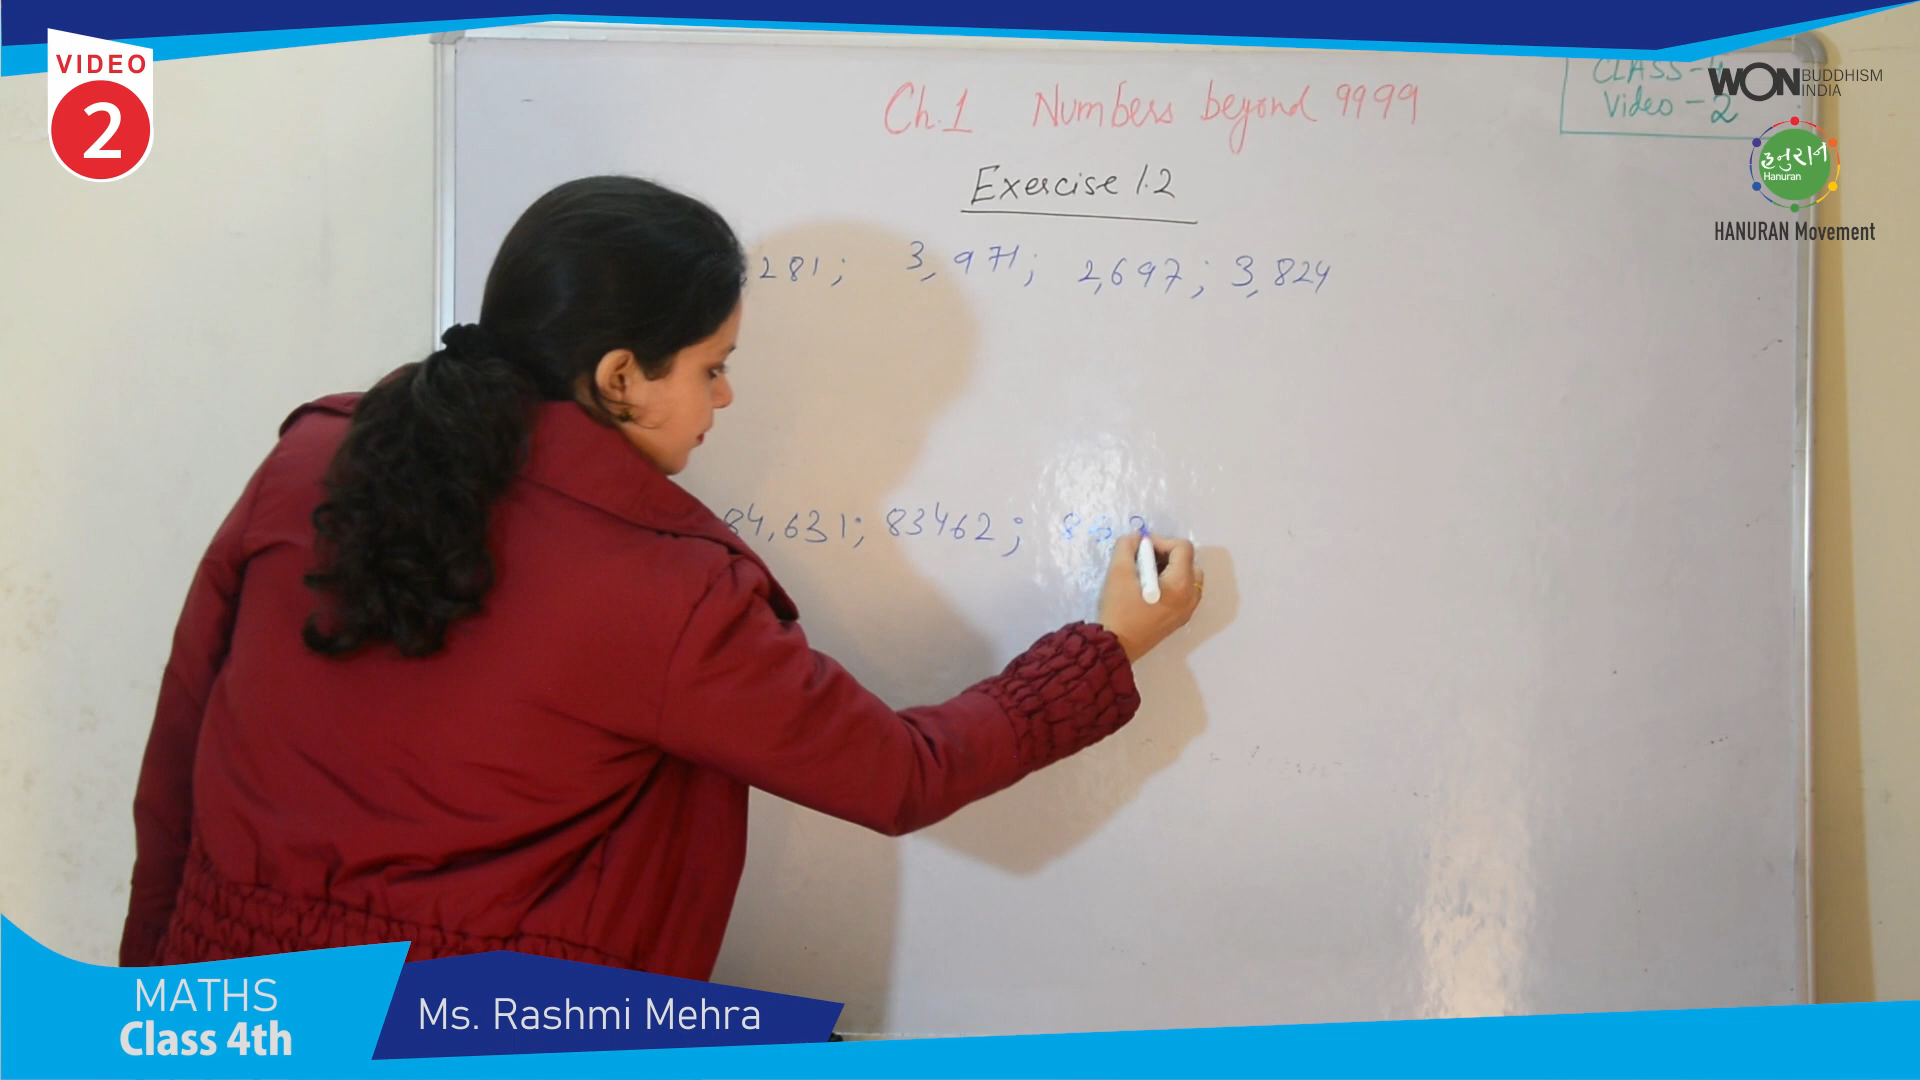 VIDEO
2
CLASS-4
Video - 2
WON BUDDHISM INDIA
हनुरान
Hanuran
HANURAN Movement
Ch.1 Numbers beyond 9999
Exercise 1.2
,281; 3,971; 2,697; 3,824
84,631; 83462;
MATHS
Class 4th
Ms. Rashmi Mehra